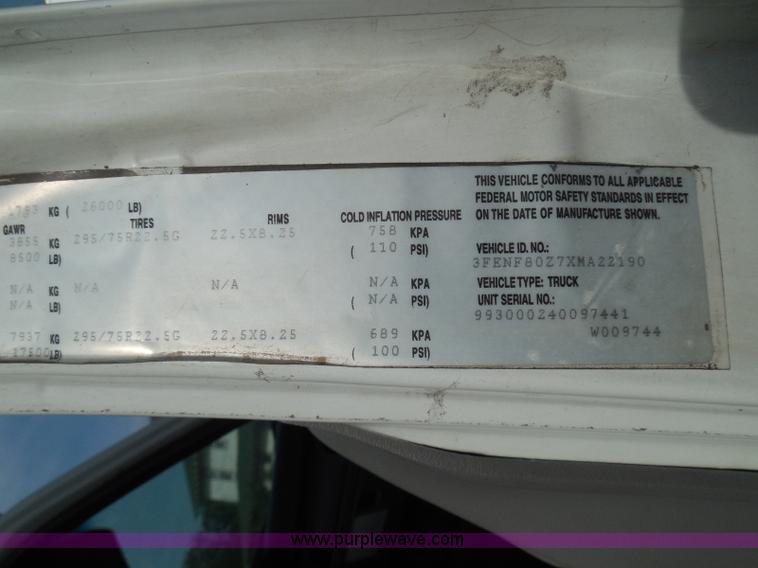 KG ( 26000 LB)
GAWR TIRES RIMS COLD INFLATION PRESSURE
3855 KG 295/75R22.5G 22.5X8.25 758 KPA
8500 LB) ( 110 PSI)
N/A KG N/A N/A N/A KPA
N/A LB) ( N/A PSI)
7937 KG 295/75R22.5G 22.5X8.25 689 KPA
17500 LB) ( 100 PSI)
THIS VEHICLE CONFORMS TO ALL APPLICABLE
FEDERAL MOTOR SAFETY STANDARDS IN EFFECT
ON THE DATE OF MANUFACTURE SHOWN.
VEHICLE ID. NO.:
3FENF80Z7XMA22190
VEHICLE TYPE: TRUCK
UNIT SERIAL NO.:
993000240097441
W009744
www.purplewave.com